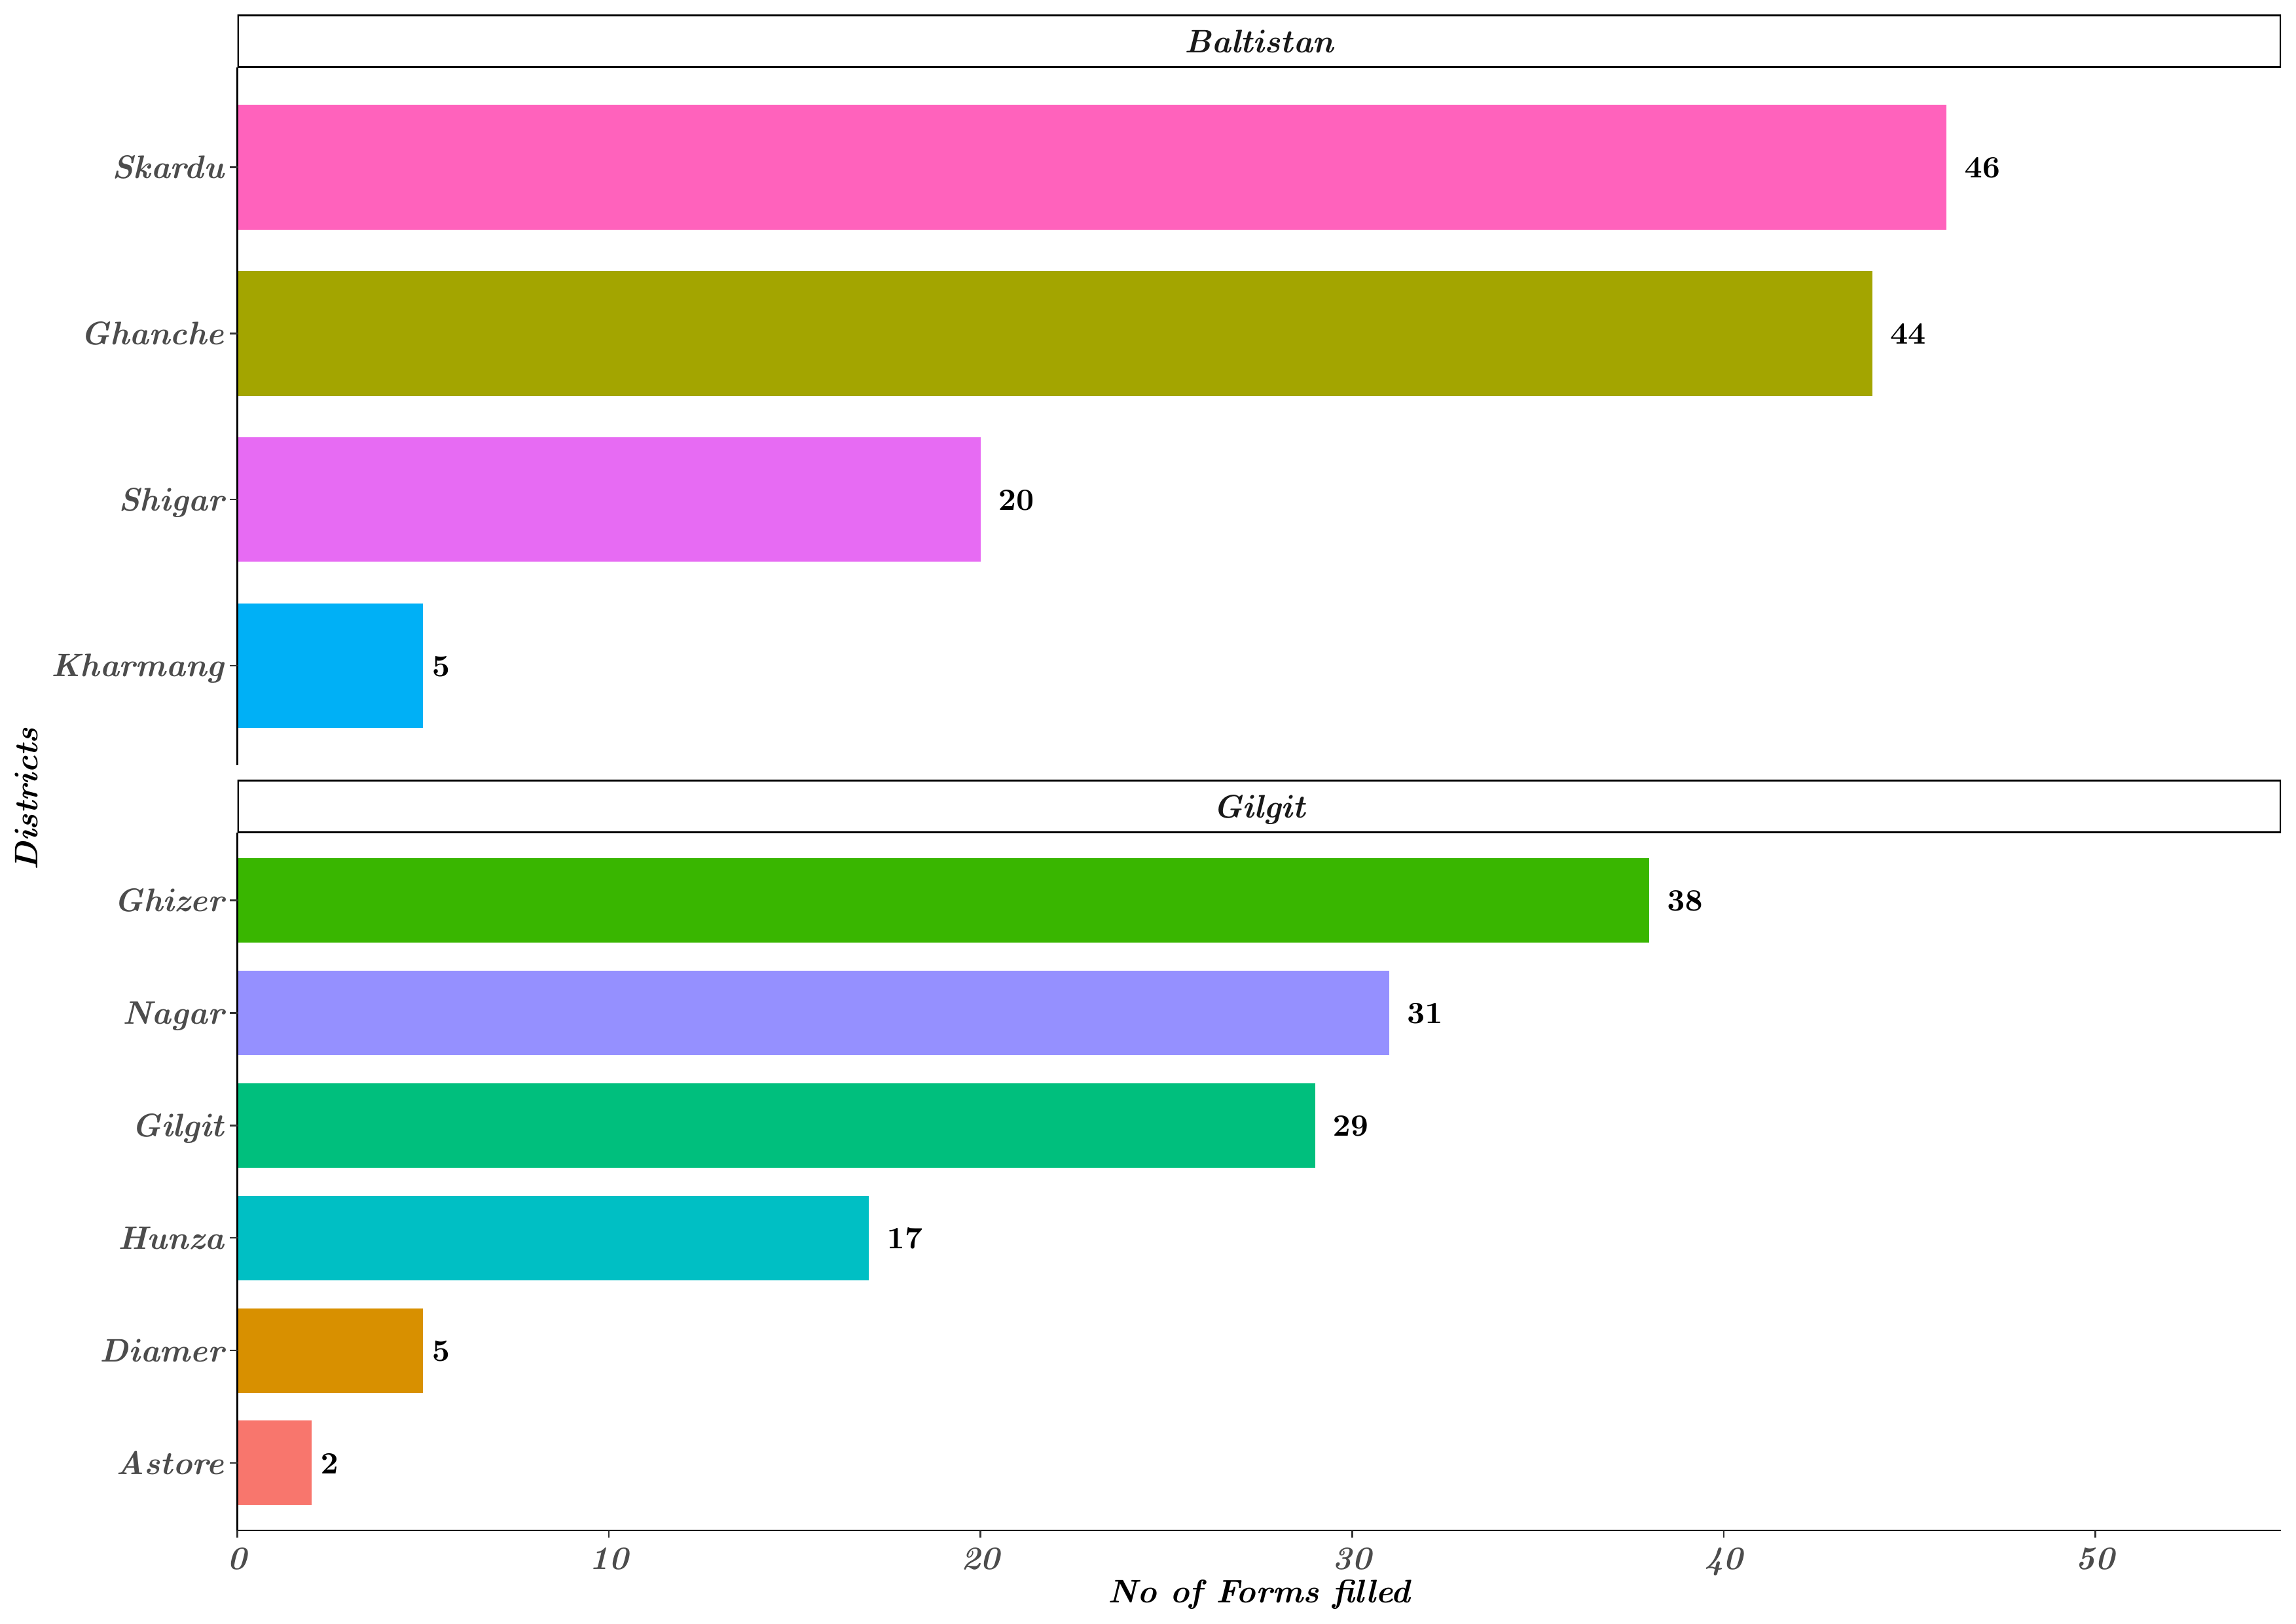 Baltistan
Skardu 46
Ghanche 44
Shigar 20
Kharmang 5
Districts
Gilgit
Ghizer 38
Nagar 31
Gilgit 29
Hunza 17
Diamer 5
Astore 2
0 10 20 30 40 50
No of Forms filled